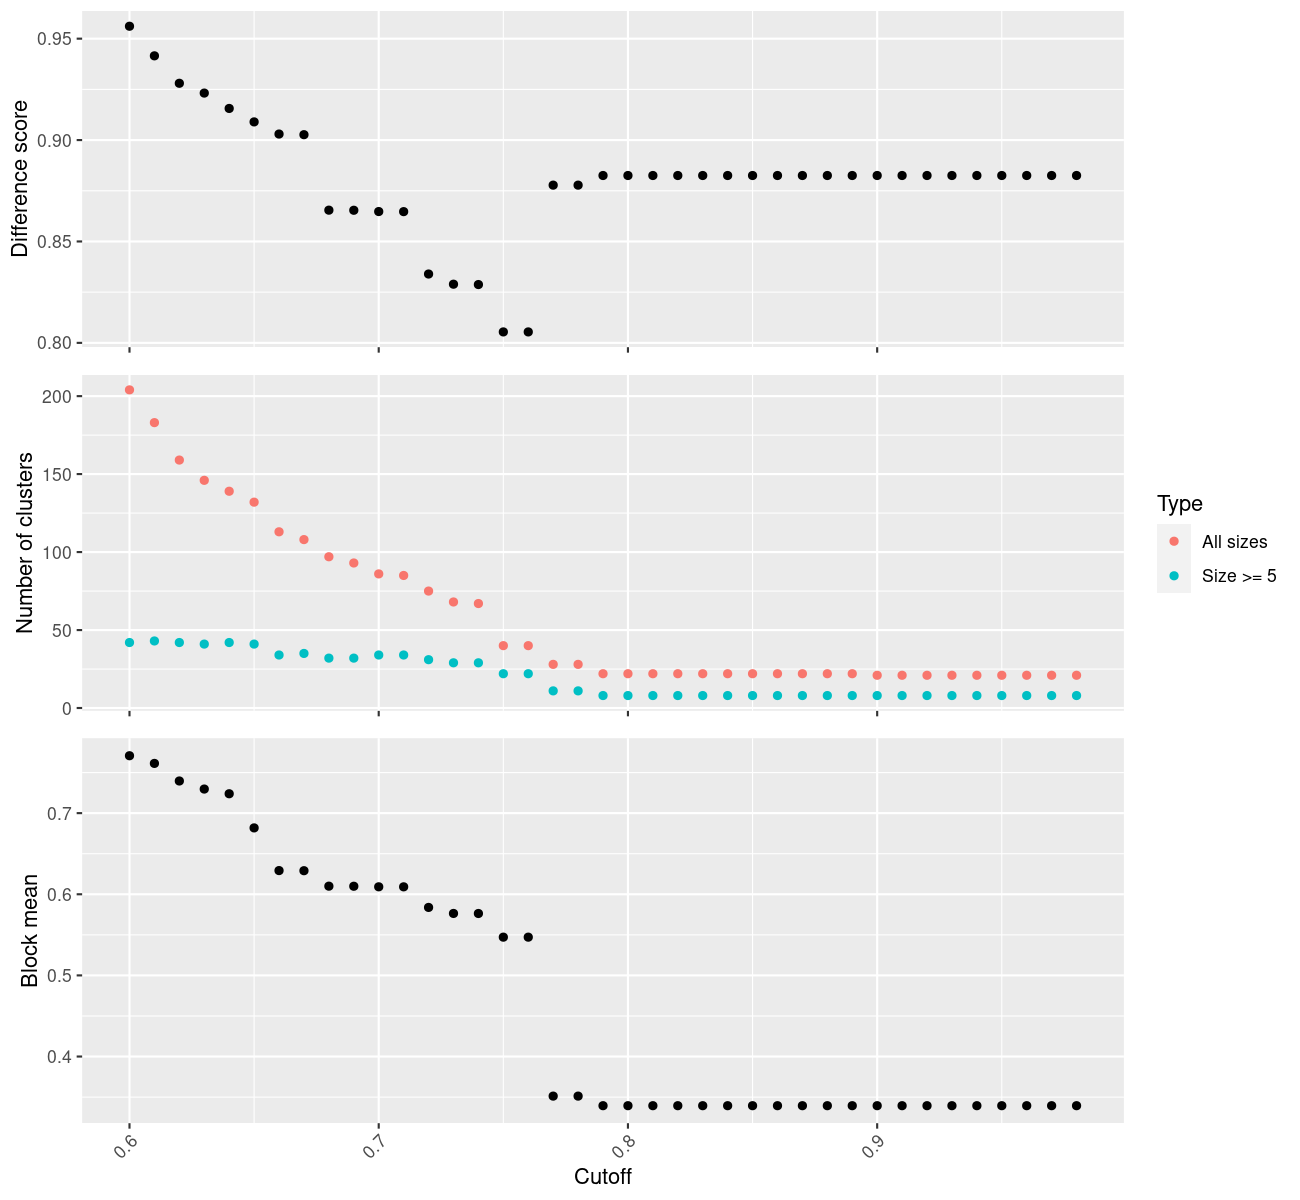 Difference score
0.95
0.90
0.85
0.80
Number of clusters
200
150
100
50
0
Type
All sizes
Size >= 5
Block mean
0.7
0.6
0.5
0.4
0.6 0.7 0.8 0.9
Cutoff